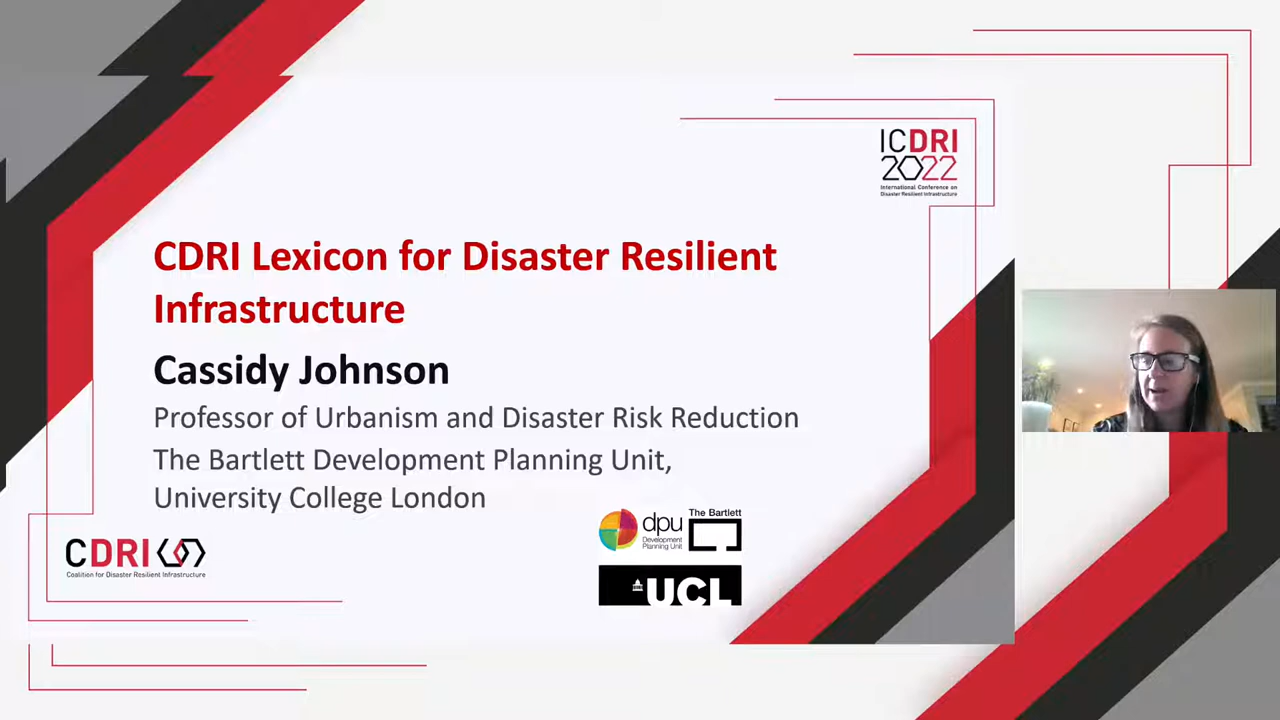 ICDRI
2022
International Conference on
Disaster Resilient Infrastructure
CDRI Lexicon for Disaster Resilient
Infrastructure
Cassidy Johnson
Professor of Urbanism and Disaster Risk Reduction
The Bartlett Development Planning Unit,
University College London
CDRI
Coalition for Disaster Resilient Infrastructure
dpu
Development
Planning Unit
The Bartlett
UCL